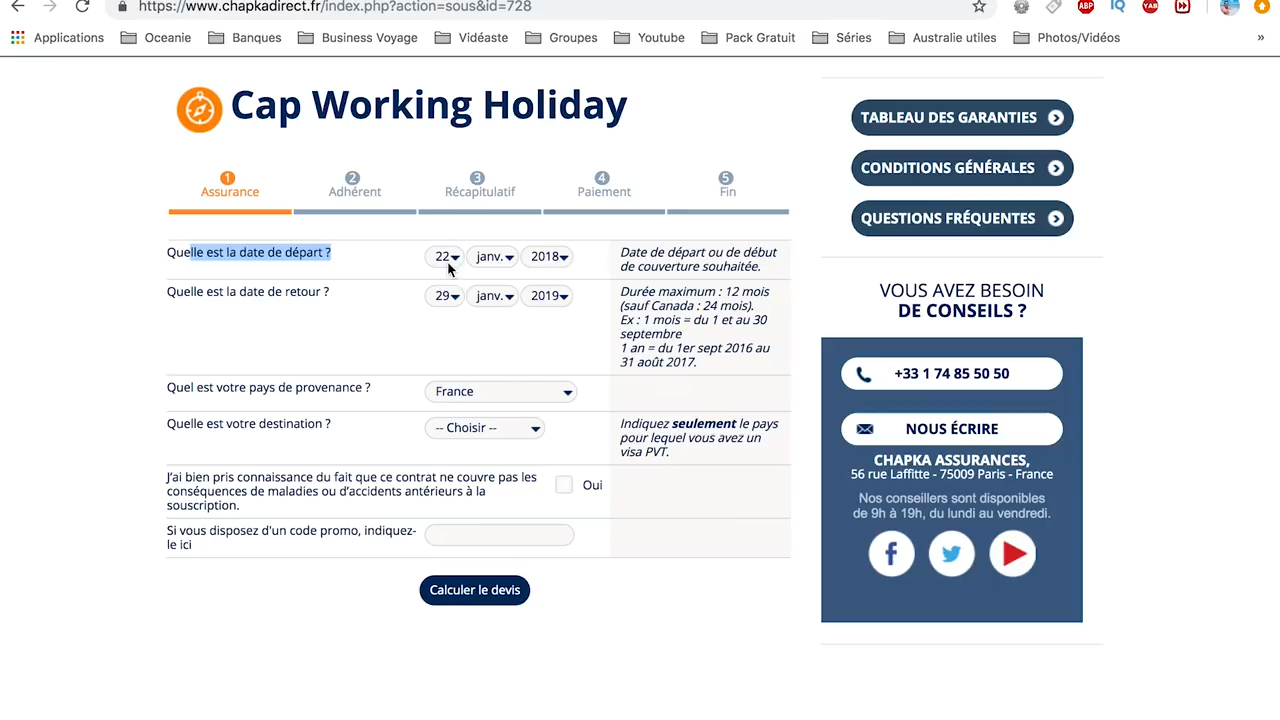 https://www.chapkadirect.fr/index.php?action=sous&id=728
ABP
IQ
YAB
Applications
Oceanie
Banques
Business Voyage
Vidéaste
Groupes
Youtube
Pack Gratuit
Séries
Australie utiles
Photos/Vidéos
»
Cap Working Holiday
1
Assurance
2
Adhérent
3
Récapitulatif
4
Paiement
5
Fin
Quelle est la date de départ ?
22
janv.
2018
Date de départ ou de début
de couverture souhaitée.
Quelle est la date de retour ?
29
janv.
2019
Durée maximum : 12 mois
(sauf Canada : 24 mois).
Ex : 1 mois = du 1 et au 30
septembre
1 an = du 1er sept 2016 au
31 août 2017.
Quel est votre pays de provenance ?
France
Quelle est votre destination ?
-- Choisir --
Indiquez seulement le pays
pour lequel vous avez un
visa PVT.
J'ai bien pris connaissance du fait que ce contrat ne couvre pas les
conséquences de maladies ou d'accidents antérieurs à la
souscription.
Oui
Si vous disposez d'un code promo, indiquez-
le ici
Calculer le devis
TABLEAU DES GARANTIES
CONDITIONS GÉNÉRALES
QUESTIONS FRÉQUENTES
VOUS AVEZ BESOIN
DE CONSEILS ?
+33 1 74 85 50 50
NOUS ÉCRIRE
CHAPKA ASSURANCES,
56 rue Laffitte - 75009 Paris - France
Nos conseillers sont disponibles
de 9h à 19h, du lundi au vendredi.